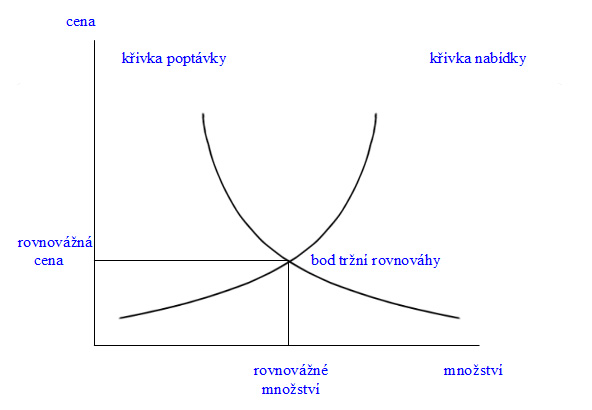 cena
křivka poptávky
křivka nabídky
rovnovážná
cena
bod tržní rovnováhy
rovnovážné
množství
množství